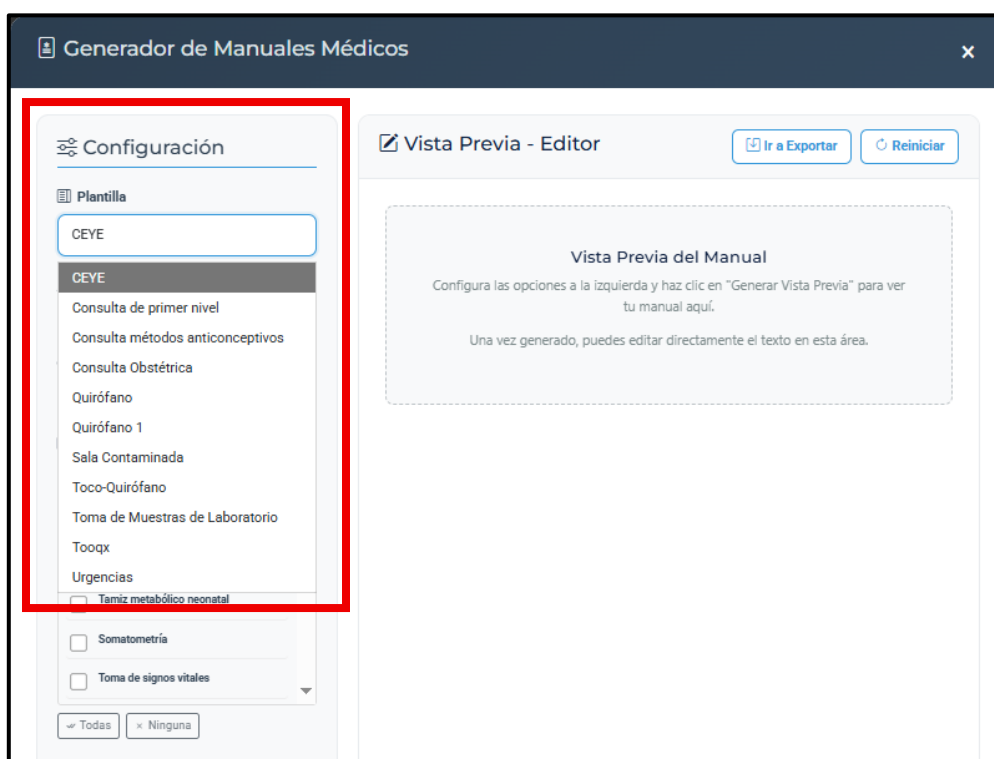 Generador de Manuales Médicos
Configuración
Plantilla
CEYE
CEYE
Consulta de primer nivel
Consulta métodos anticonceptivos
Consulta Obstétrica
Quirófano
Quirófano 1
Sala Contaminada
Toco-Quirófano
Toma de Muestras de Laboratorio
Tooqx
Urgencias
Tamiz metabólico neonatal
Somatometría
Toma de signos vitales
Todas
Ninguna
Vista Previa - Editor
Ir a Exportar
Reiniciar
Vista Previa del Manual
Configura las opciones a la izquierda y haz clic en "Generar Vista Previa" para ver
tu manual aquí.
Una vez generado, puedes editar directamente el texto en esta área.